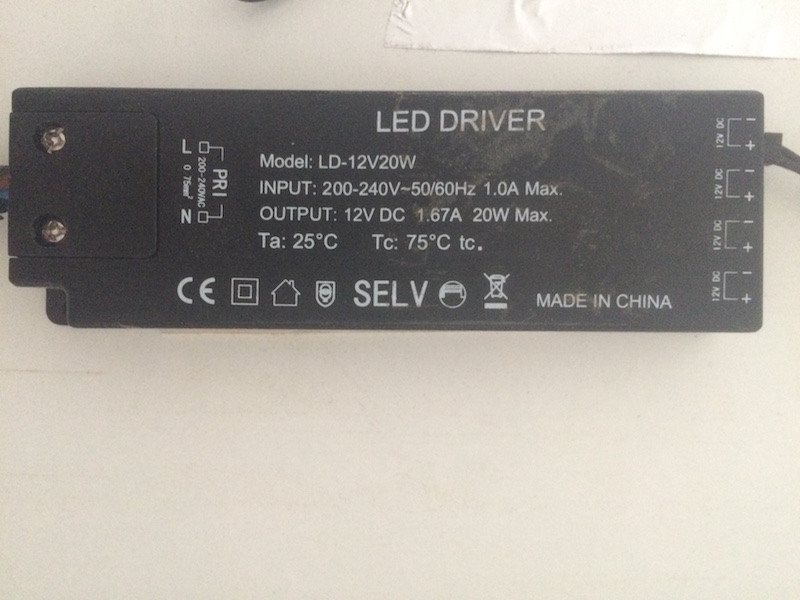 LED DRIVER
Model: LD-12V20W
INPUT: 200-240V~50/60Hz 1.0A Max.
OUTPUT: 12V DC 1.67A 20W Max.
Ta: 25°C Tc: 75°C tc.
CE SELV MADE IN CHINA
L
N
200-240VAC
0.75mm²
PRI
12V DC - +
12V DC - +
12V DC - +
12V DC - +